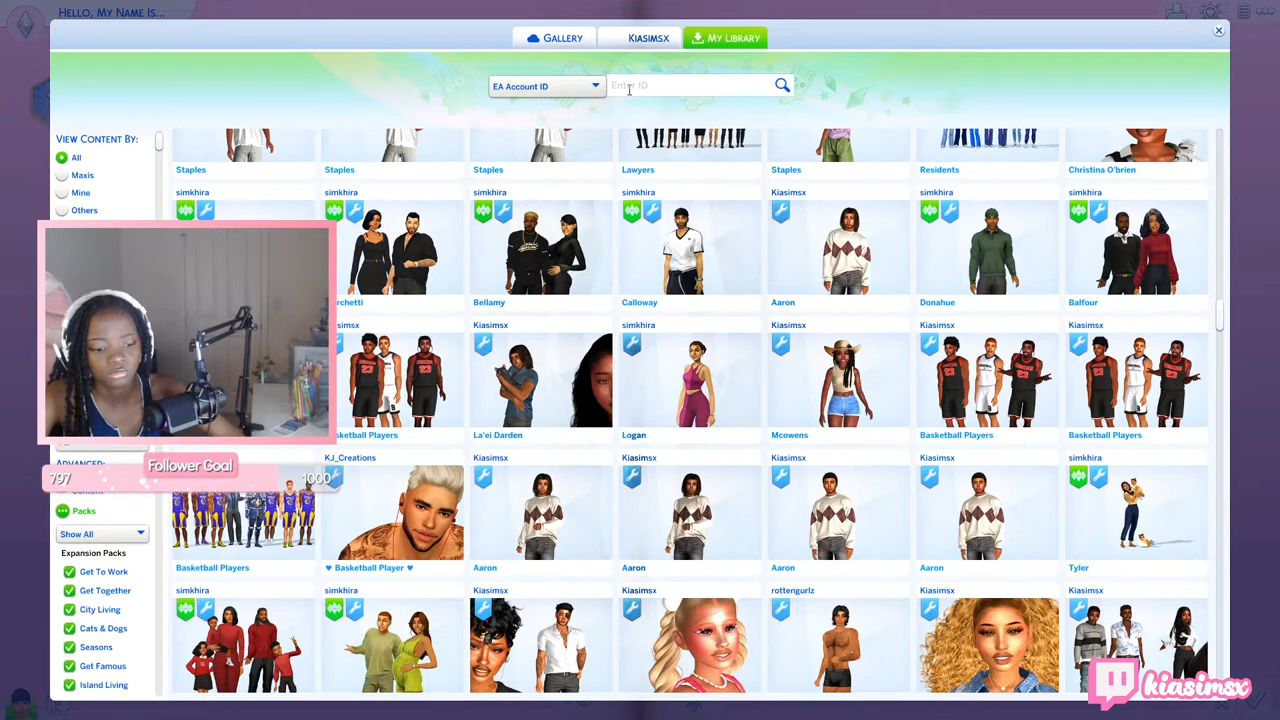 HELLO, MY NAME IS...
GALLERY
KIASIMSX
MY LIBRARY
EA Account ID
Enter ID
VIEW CONTENT BY:
All
Maxis
Mine
Others
Staples
Staples
Staples
Lawyers
Staples
Residents
Christina O'brien
simkhira
simkhira
simkhira
simkhira
Kiasimsx
simkhira
simkhira
Bellamy
Calloway
Aaron
Donahue
Balfour
Kiasimsx
simkhira
Kiasimsx
Kiasimsx
Kiasimsx
La'ei Darden
Logan
Mcowens
Basketball Players
Basketball Players
ADVANCED:
Follower Goal
797
1000
Content
Packs
Show All
Expansion Packs
Get To Work
Get Together
City Living
Cats & Dogs
Seasons
Get Famous
Island Living
KJ_Creations
Kiasimsx
Kiasimsx
Kiasimsx
Kiasimsx
simkhira
Basketball Players
♥ Basketball Player ♥
Aaron
Aaron
Aaron
Aaron
Tyler
simkhira
simkhira
Kiasimsx
Kiasimsx
rottengurlz
Kiasimsx
Kiasimsx
kiasimsx